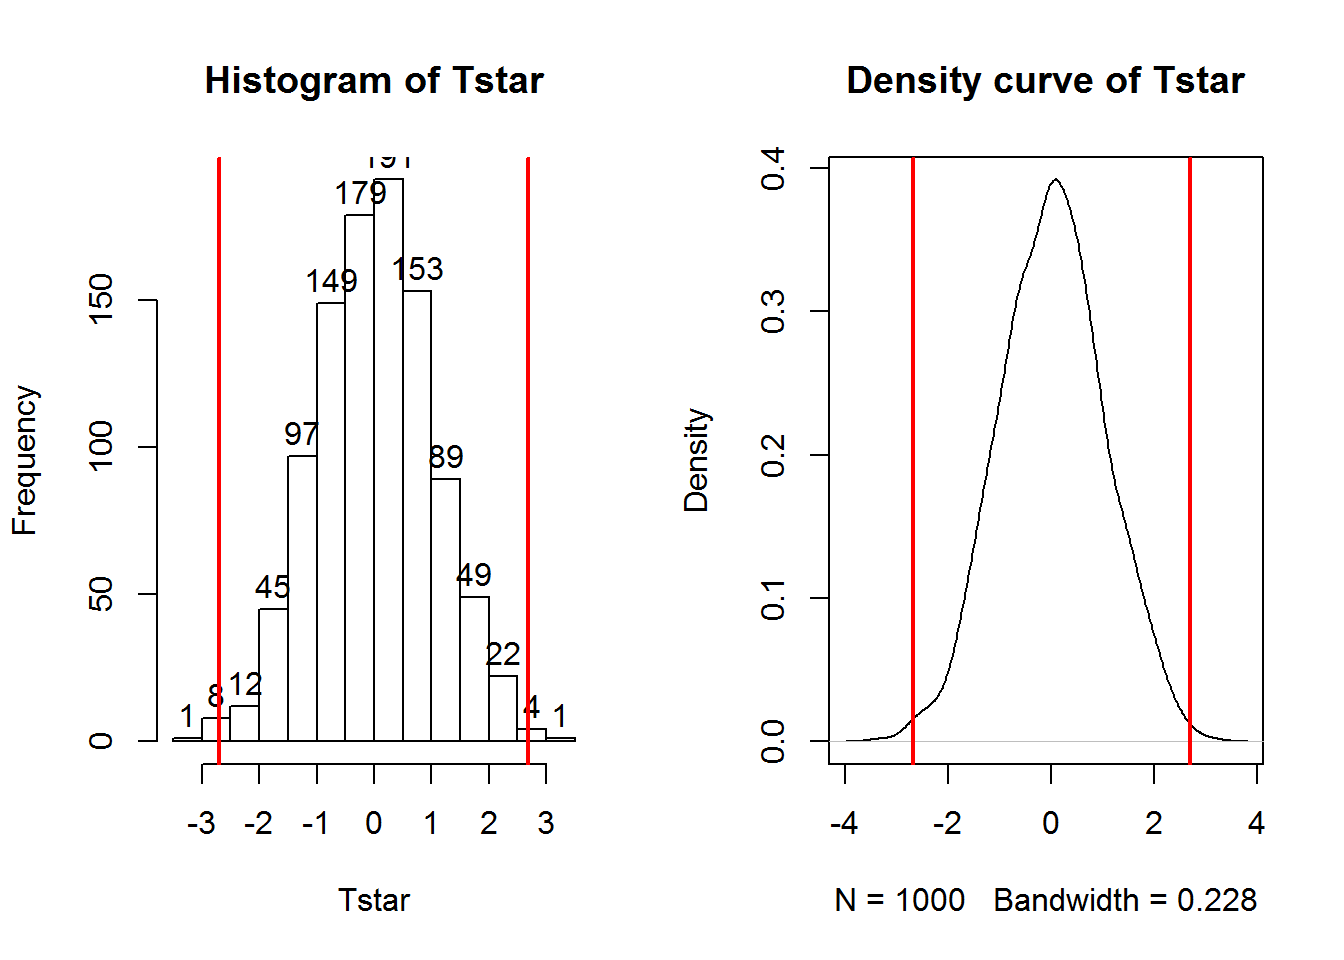 Histogram of Tstar
Frequency
0
50
100
150
1
8
12
45
97
149
179
191
153
89
49
22
4
1
-3 -2 -1 0 1 2 3
Tstar
Density curve of Tstar
Density
0.0
0.1
0.2
0.3
0.4
-4 -2 0 2 4
N = 1000 Bandwidth = 0.228